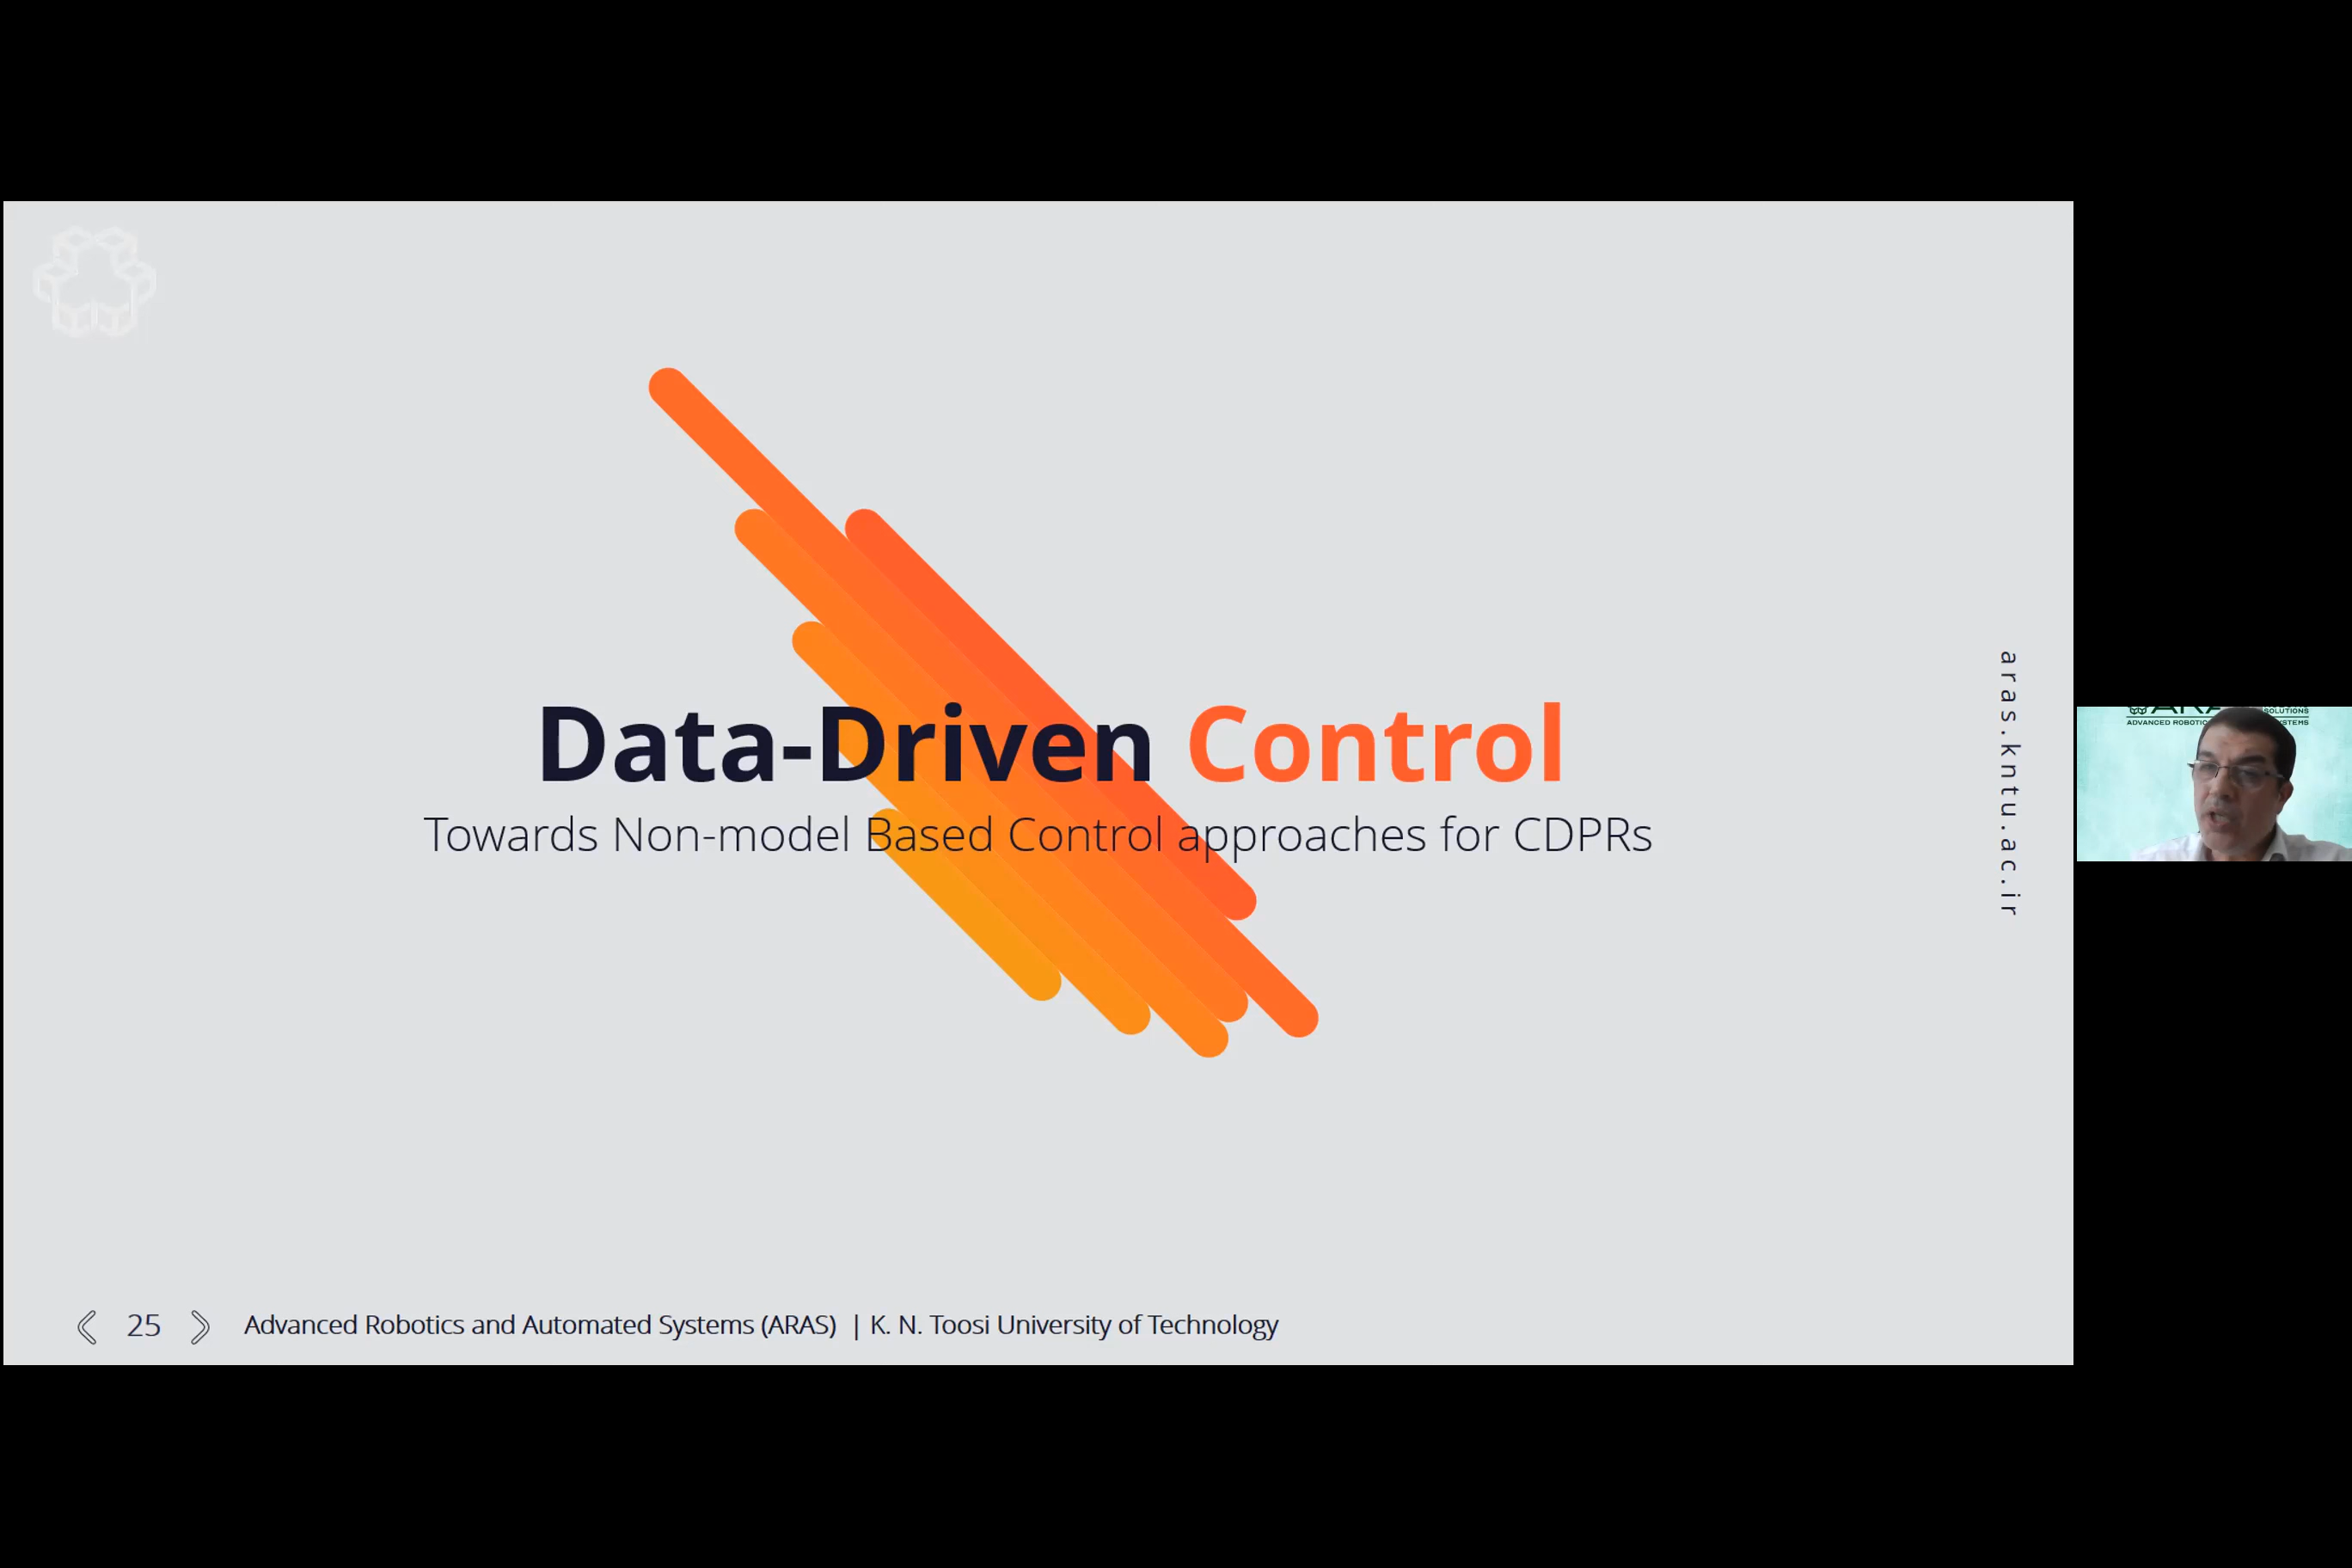 Data-Driven Control
Towards Non-model Based Control approaches for CDPRs
aras.kntu.ac.ir
25
Advanced Robotics and Automated Systems (ARAS) | K. N. Toosi University of Technology
SOLUTIONS